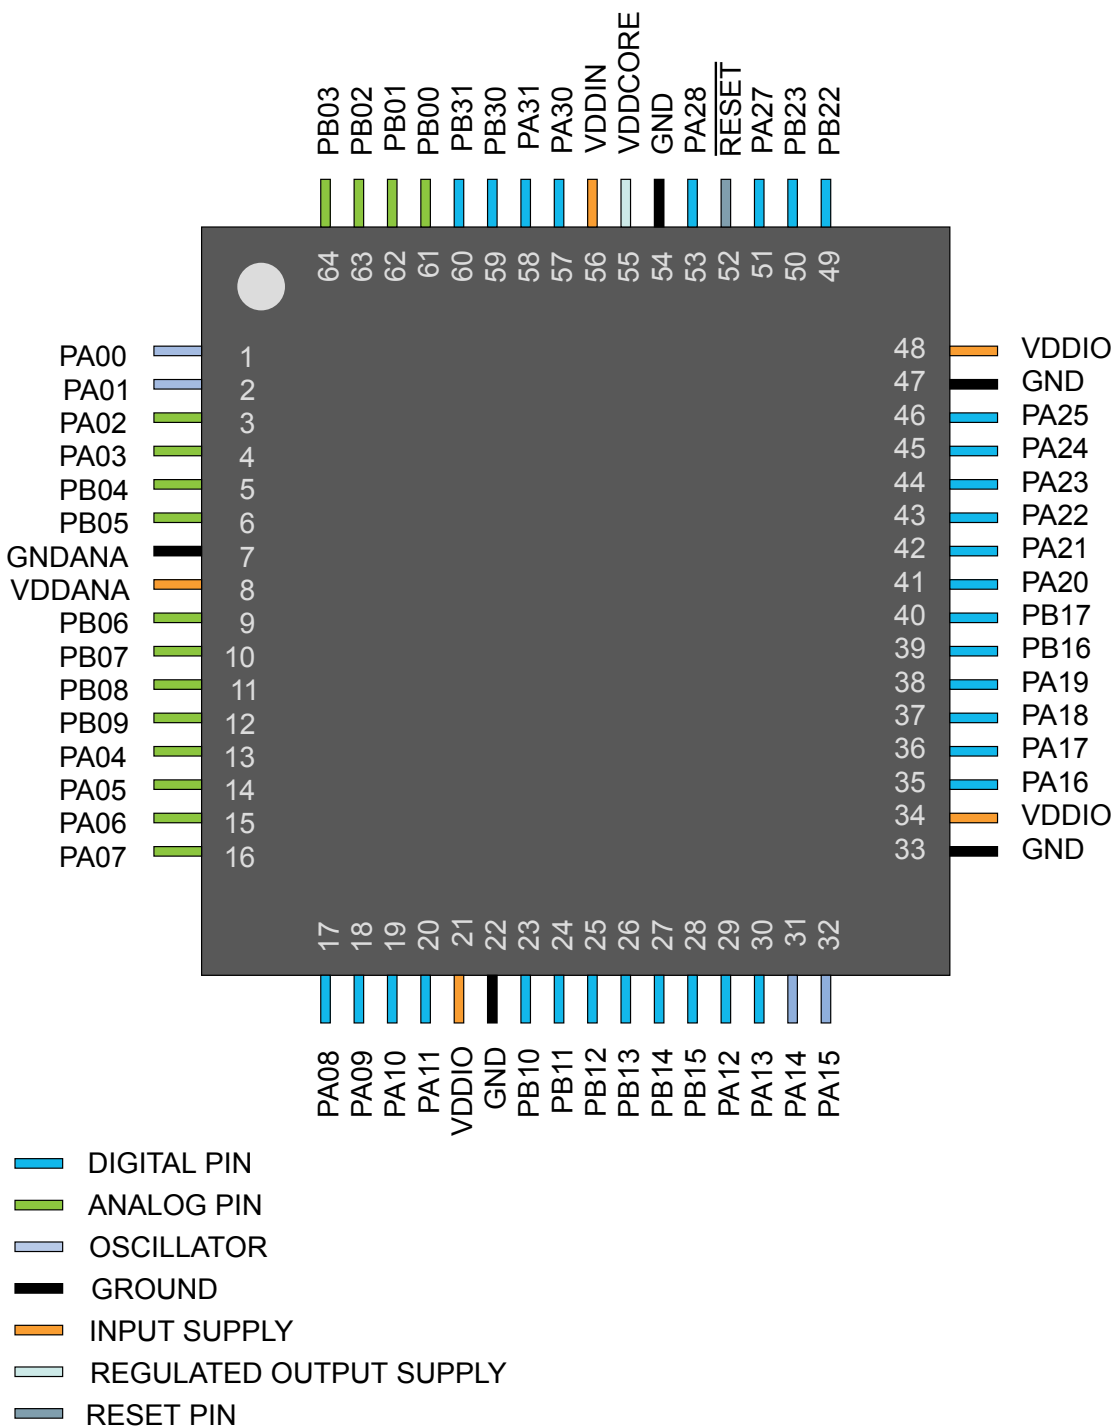 PB03 PB02 PB01 PB00 PB31 PB30 PA31 PA30 VDDIN VDDCORE GND PA28 RESET PA27 PB23 PB22
64 63 62 61 60 59 58 57 56 55 54 53 52 51 50 49
PA00 1 48 VDDIO
PA01 2 47 GND
PA02 3 46 PA25
PA03 4 45 PA24
PB04 5 44 PA23
PB05 6 43 PA22
GNDANA 7 42 PA21
VDDANA 8 41 PA20
PB06 9 40 PB17
PB07 10 39 PB16
PB08 11 38 PA19
PB09 12 37 PA18
PA04 13 36 PA17
PA05 14 35 PA16
PA06 15 34 VDDIO
PA07 16 33 GND
17 18 19 20 21 22 23 24 25 26 27 28 29 30 31 32
PA08 PA09 PA10 PA11 VDDIO GND PB10 PB11 PB12 PB13 PB14 PB15 PA12 PA13 PA14 PA15
DIGITAL PIN
ANALOG PIN
OSCILLATOR
GROUND
INPUT SUPPLY
REGULATED OUTPUT SUPPLY
RESET PIN